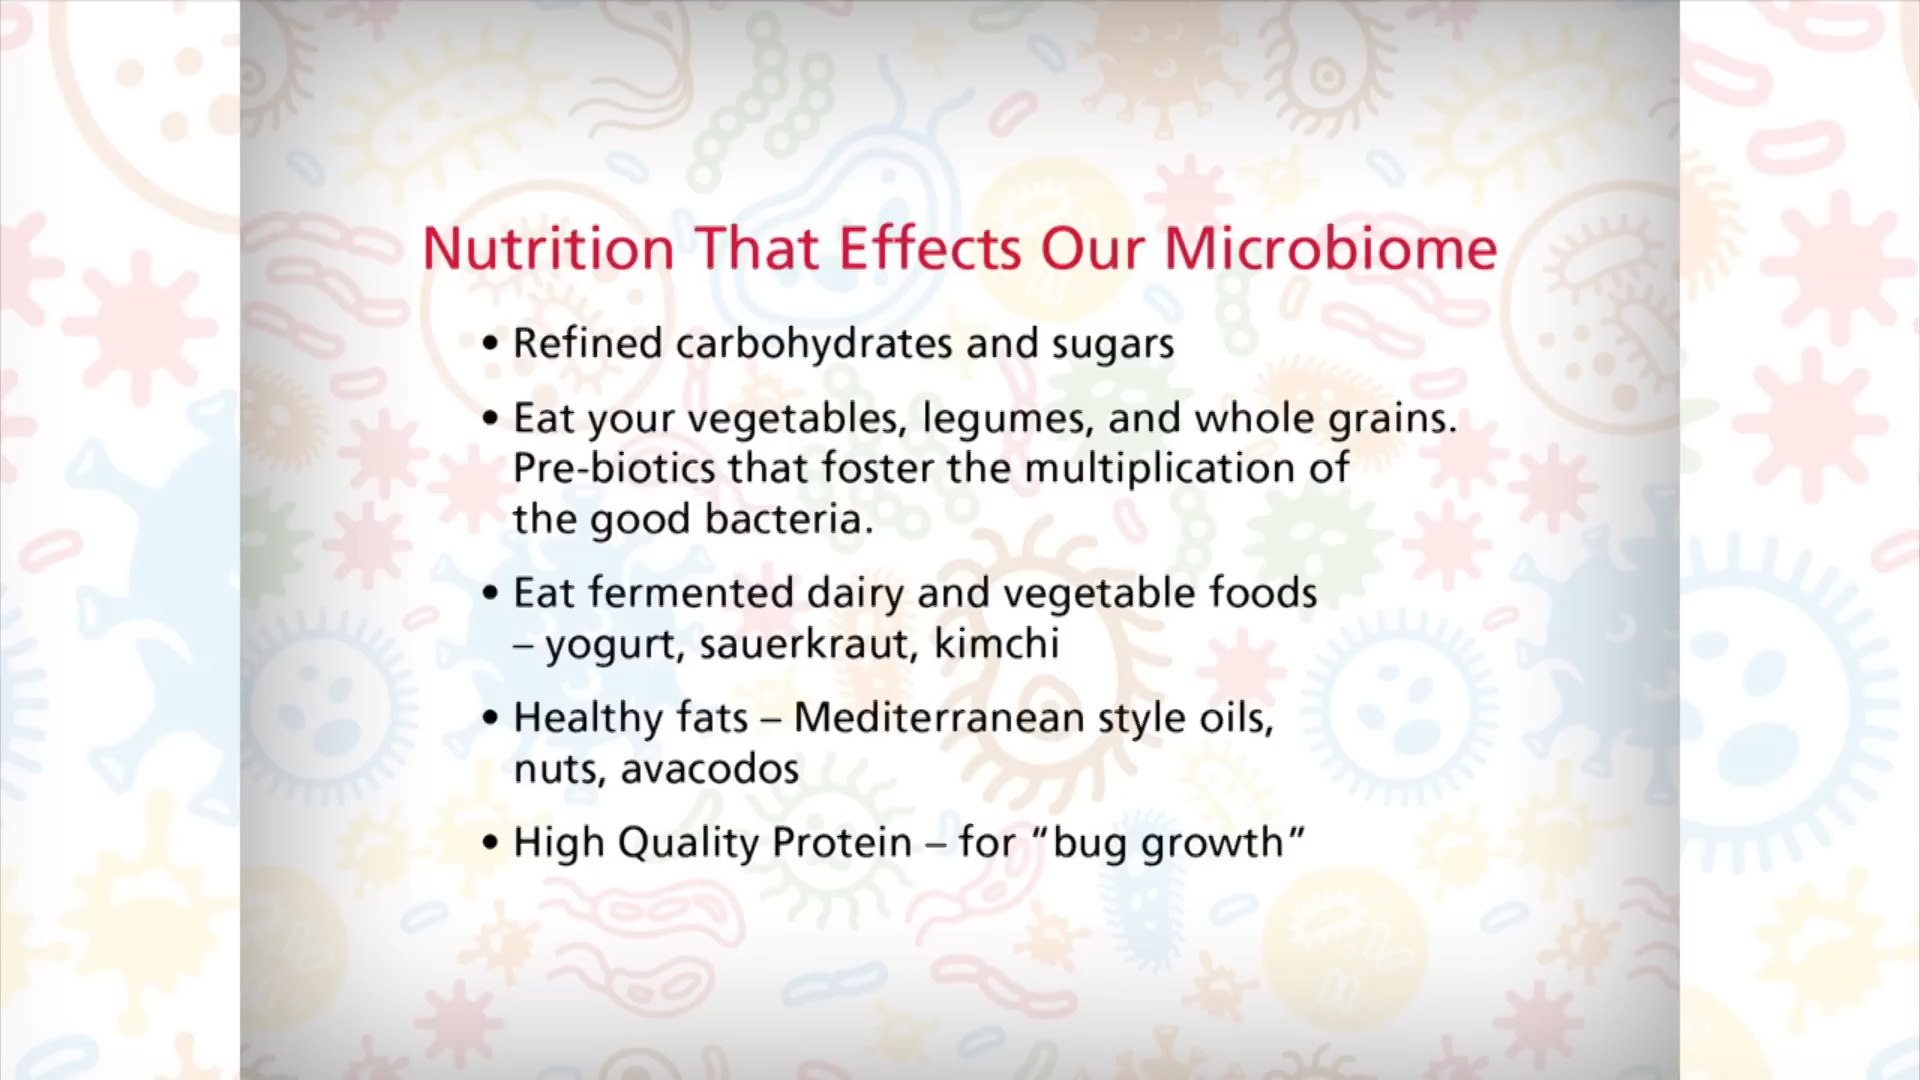 Nutrition That Effects Our Microbiome
• Refined carbohydrates and sugars
• Eat your vegetables, legumes, and whole grains.
Pre-biotics that foster the multiplication of
the good bacteria.
• Eat fermented dairy and vegetable foods
– yogurt, sauerkraut, kimchi
• Healthy fats – Mediterranean style oils,
nuts, avacodos
• High Quality Protein – for “bug growth”